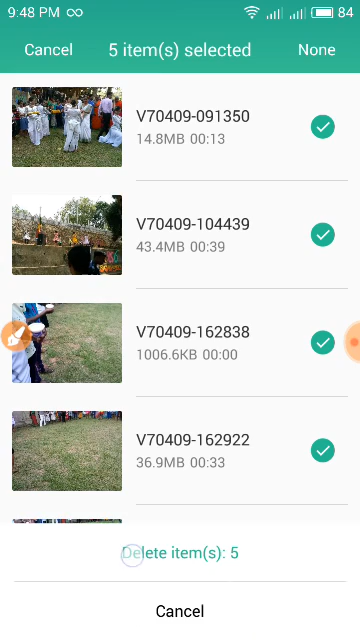 9:48 PM 84
Cancel 5 item(s) selected None
V70409-091350
14.8MB 00:13
V70409-104439
43.4MB 00:39
V70409-162838
1006.6KB 00:00
V70409-162922
36.9MB 00:33
Delete item(s): 5
Cancel